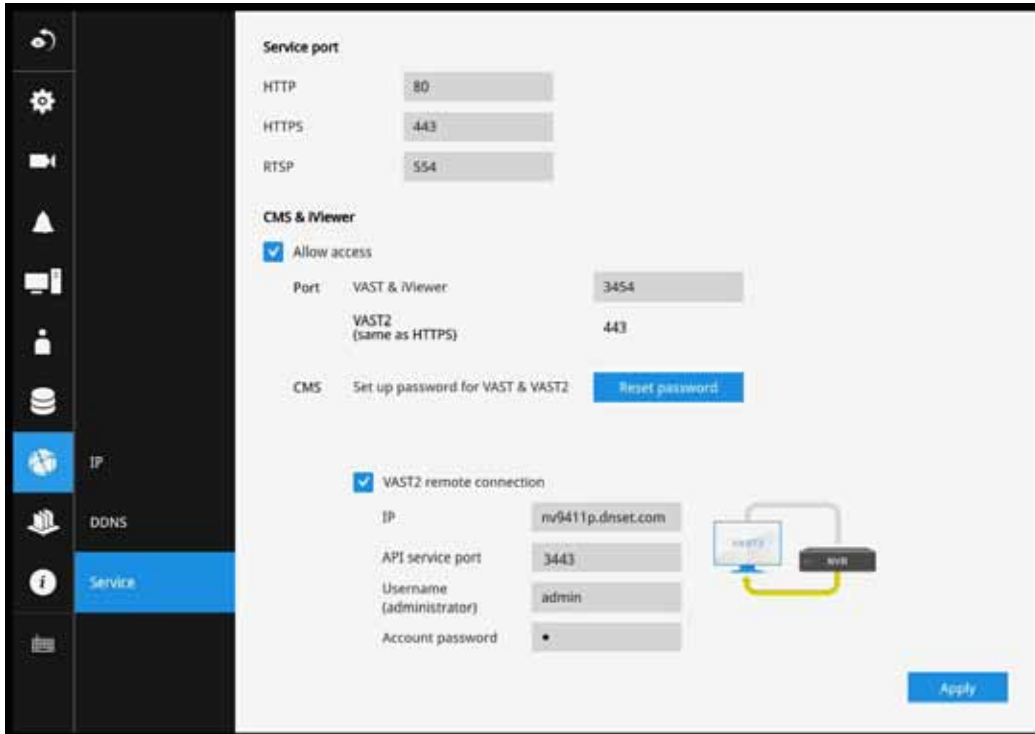 Service port
HTTP 80
HTTPS 443
RTSP 554
CMS & iViewer
Allow access
Port VAST & iViewer 3454
VAST2
(same as HTTPS) 443
CMS Set up password for VAST & VAST2 Reset password
IP
VAST2 remote connection
IP nv9411p.dnset.com
DDNS
API service port 3443
VAST2
NVR
Service
Username
(administrator) admin
Account password •
Apply